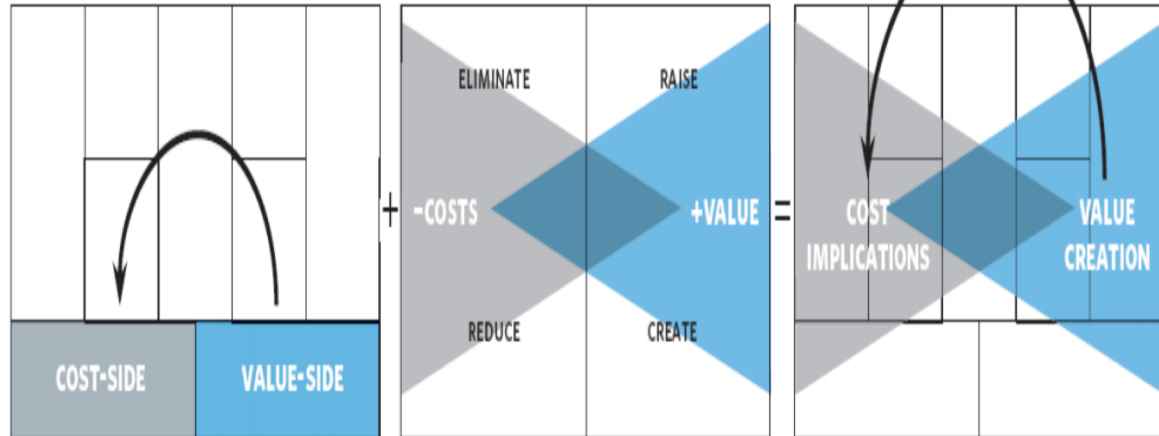 COST-SIDE
VALUE-SIDE
+
ELIMINATE
RAISE
-COSTS
+VALUE
REDUCE
CREATE
=
COST
IMPLICATIONS
VALUE
CREATION